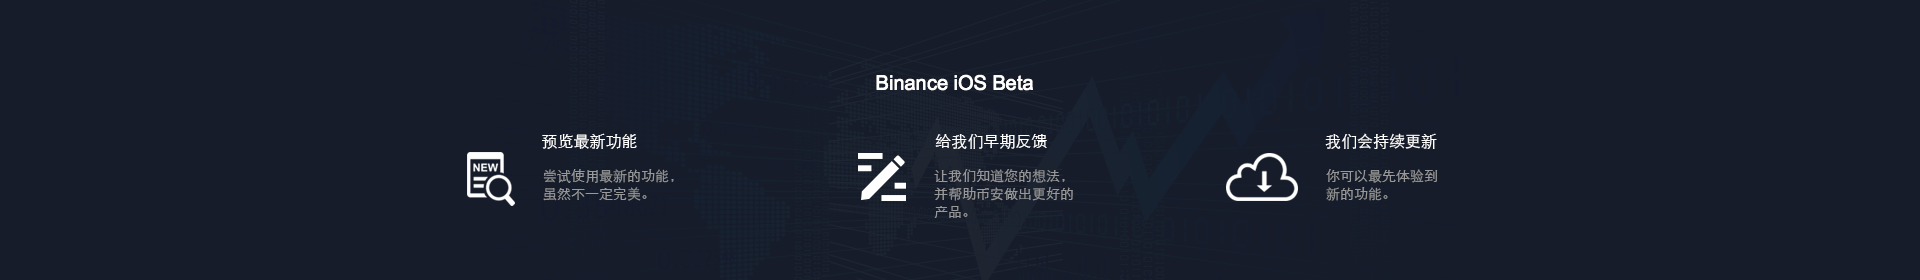 Binance iOS Beta
预览最新功能
NEW
尝试使用最新的功能，
虽然不一定完美。
给我们早期反馈
让我们知道您的想法，
并帮助币安做出更好的
产品。
我们会持续更新
你可以最先体验到
新的功能。